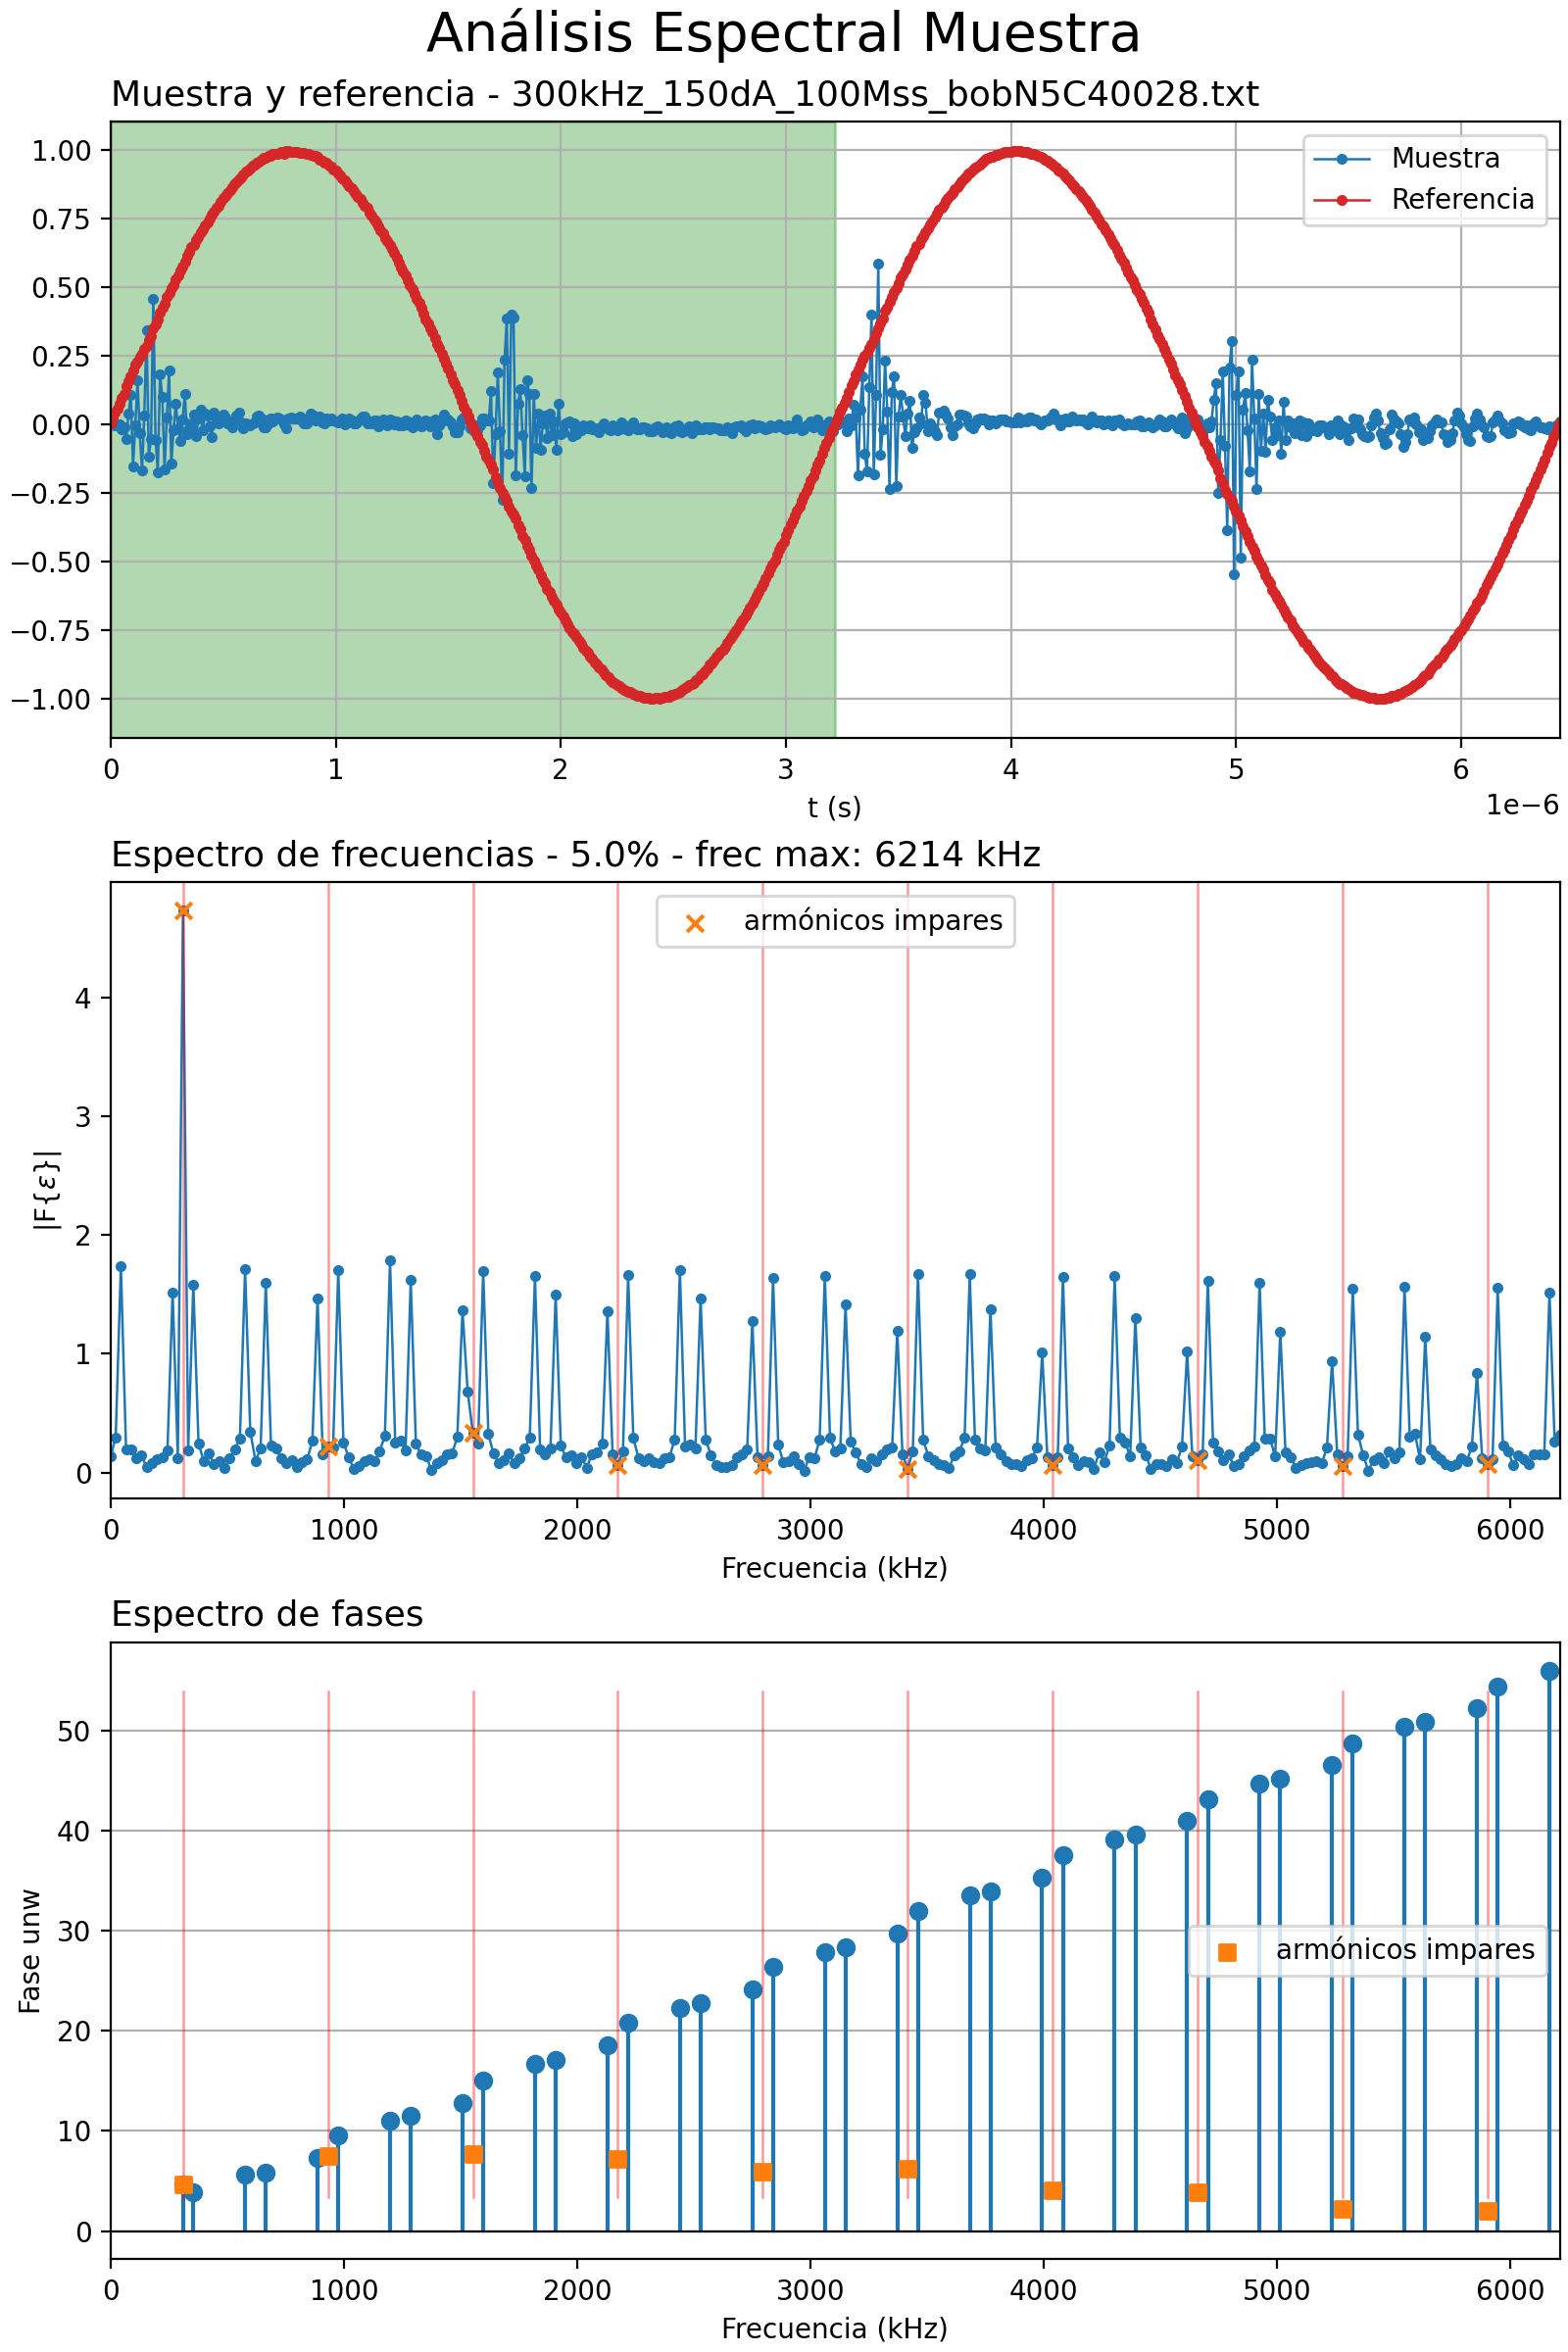 Análisis Espectral Muestra
Muestra y referencia - 300kHz_150dA_100Mss_bobN5C40028.txt
1.00
0.75
0.50
0.25
0.00
−0.25
−0.50
−0.75
−1.00
Muestra
Referencia
0 1 2 3 4 5 6
1e−6
t (s)
Espectro de frecuencias - 5.0% - frec max: 6214 kHz
armónicos impares
|F{ε}|
4
3
2
1
0
0 1000 2000 3000 4000 5000 6000
Frecuencia (kHz)
Espectro de fases
Fase unw
50
40
30
20
10
0
armónicos impares
0 1000 2000 3000 4000 5000 6000
Frecuencia (kHz)